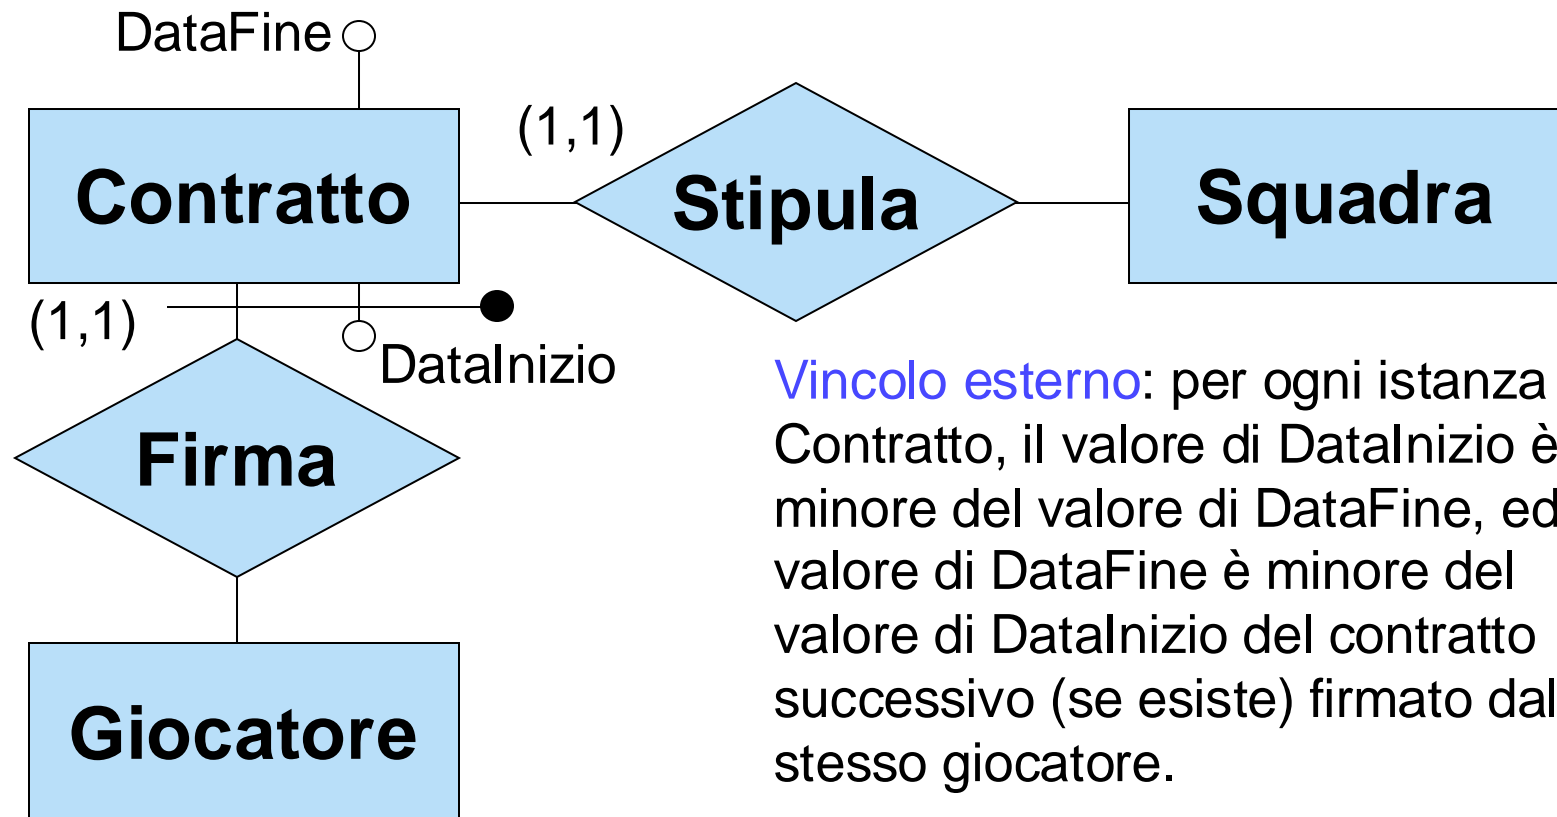 DataFine
(1,1)
Contratto
Stipula
Squadra
(1,1)
DataInizio
Firma
Giocatore
Vincolo esterno: per ogni istanza
Contratto, il valore di DataInizio è
minore del valore di DataFine, ed
valore di DataFine è minore del
valore di DataInizio del contratto
successivo (se esiste) firmato dal
stesso giocatore.